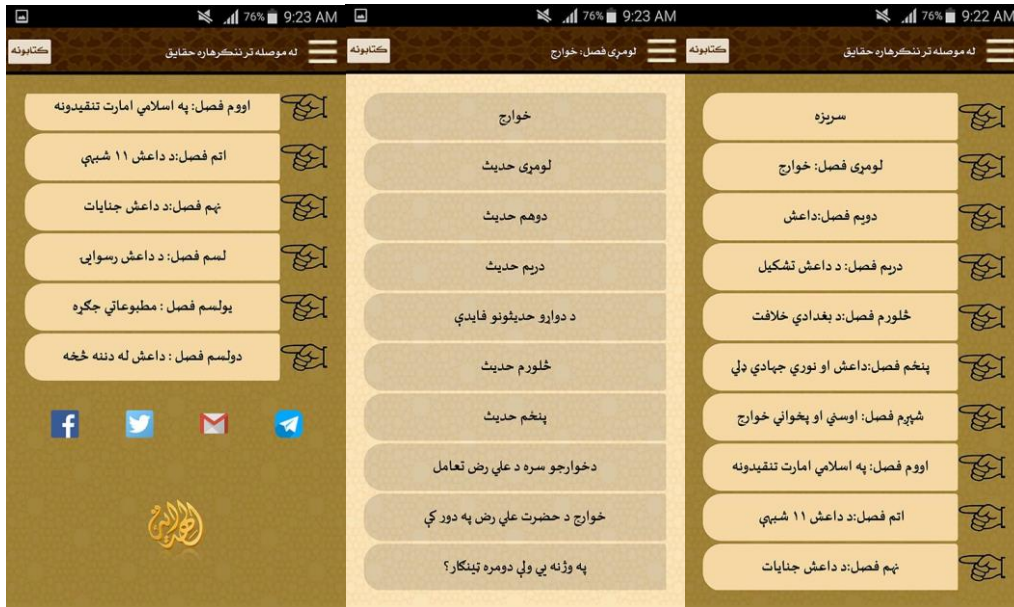 76% 9:22 AM
له موصله تر ننګرهاره حقایق
کتابونه
سریزه
لومړی فصل: خوارج
دویم فصل:داعش
دریم فصل: د داعش تشکیل
څلورم فصل:د بغدادي خلافت
پنځم فصل:داعش او نوري جهادي ډلي
شپږم فصل: اوسني او پخواني خوارج
اووم فصل: په اسلامي امارت تنقیدونه
اتم فصل:د داعش ۱۱ شبهې
نهم فصل:د داعش جنایات
76% 9:23 AM
لومړی فصل: خوارج
کتابونه
خوارج
لومړی حدیث
دوهم حدیث
دریم حدیث
د دواړو حدیثونو فایدې
څلورم حدیث
پنځم حدیث
دخوارجو سره د علي رض تعامل
خوارج د حضرت علي رض په دور کې
په وژنه یي ولې دومره ټینګار؟
76% 9:23 AM
له موصله تر ننګرهاره حقایق
کتابونه
اووم فصل: په اسلامي امارت تنقیدونه
اتم فصل:د داعش ۱۱ شبهې
نهم فصل:د داعش جنایات
لسم فصل: د داعش رسوایي
یولسم فصل : مطبوعاتي جګړه
دولسم فصل : داعش له دننه څخه